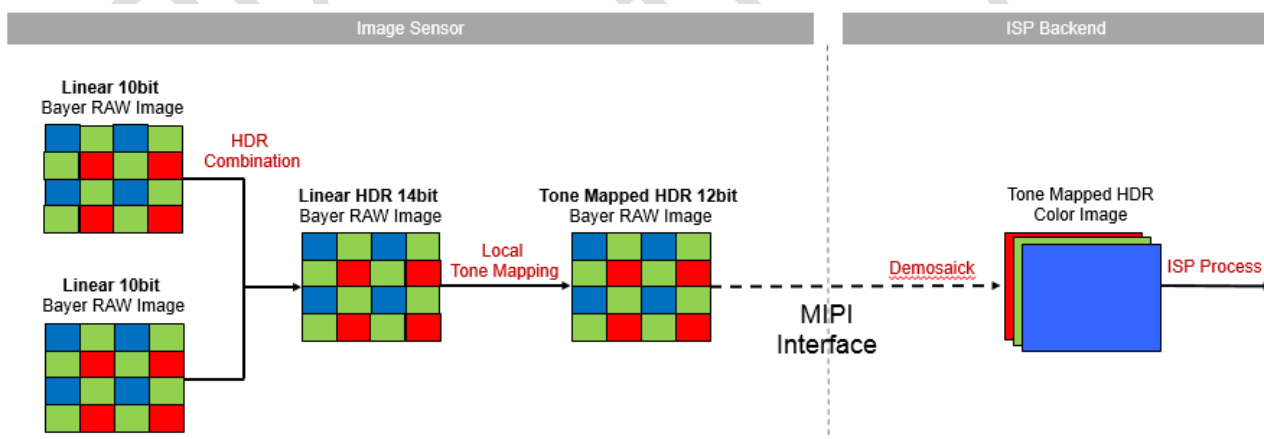 Image Sensor
ISP Backend
Linear 10bit
Bayer RAW Image
HDR
Combination
Linear HDR 14bit
Bayer RAW Image
Tone Mapped HDR 12bit
Bayer RAW Image
Tone Mapped HDR
Color Image
Local
Tone Mapping
Demosaick
ISP Process
Linear 10bit
Bayer RAW Image
MIPI
Interface